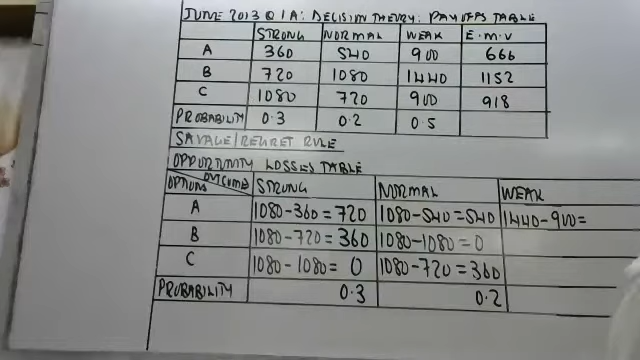 JUNE 2013 Q1A: DECISION THEORY: PAYOFFS TABLE
STRONG NORMAL WEAK E.M.V
A 360 540 900 666
B 720 1080 1440 1152
C 1080 720 900 918
PROBABILITY 0.3 0.2 0.5
SAVAGE/REGRET RULE
OPPORTUNITY LOSSES TABLE
OPTIONS OUTCOMES STRONG NORMAL WEAK
A 1080-360=720 1080-540=540 1440-900=
B 1080-720=360 1080-1080=0
C 1080-1080=0 1080-720=360
PROBABILITY 0.3 0.2